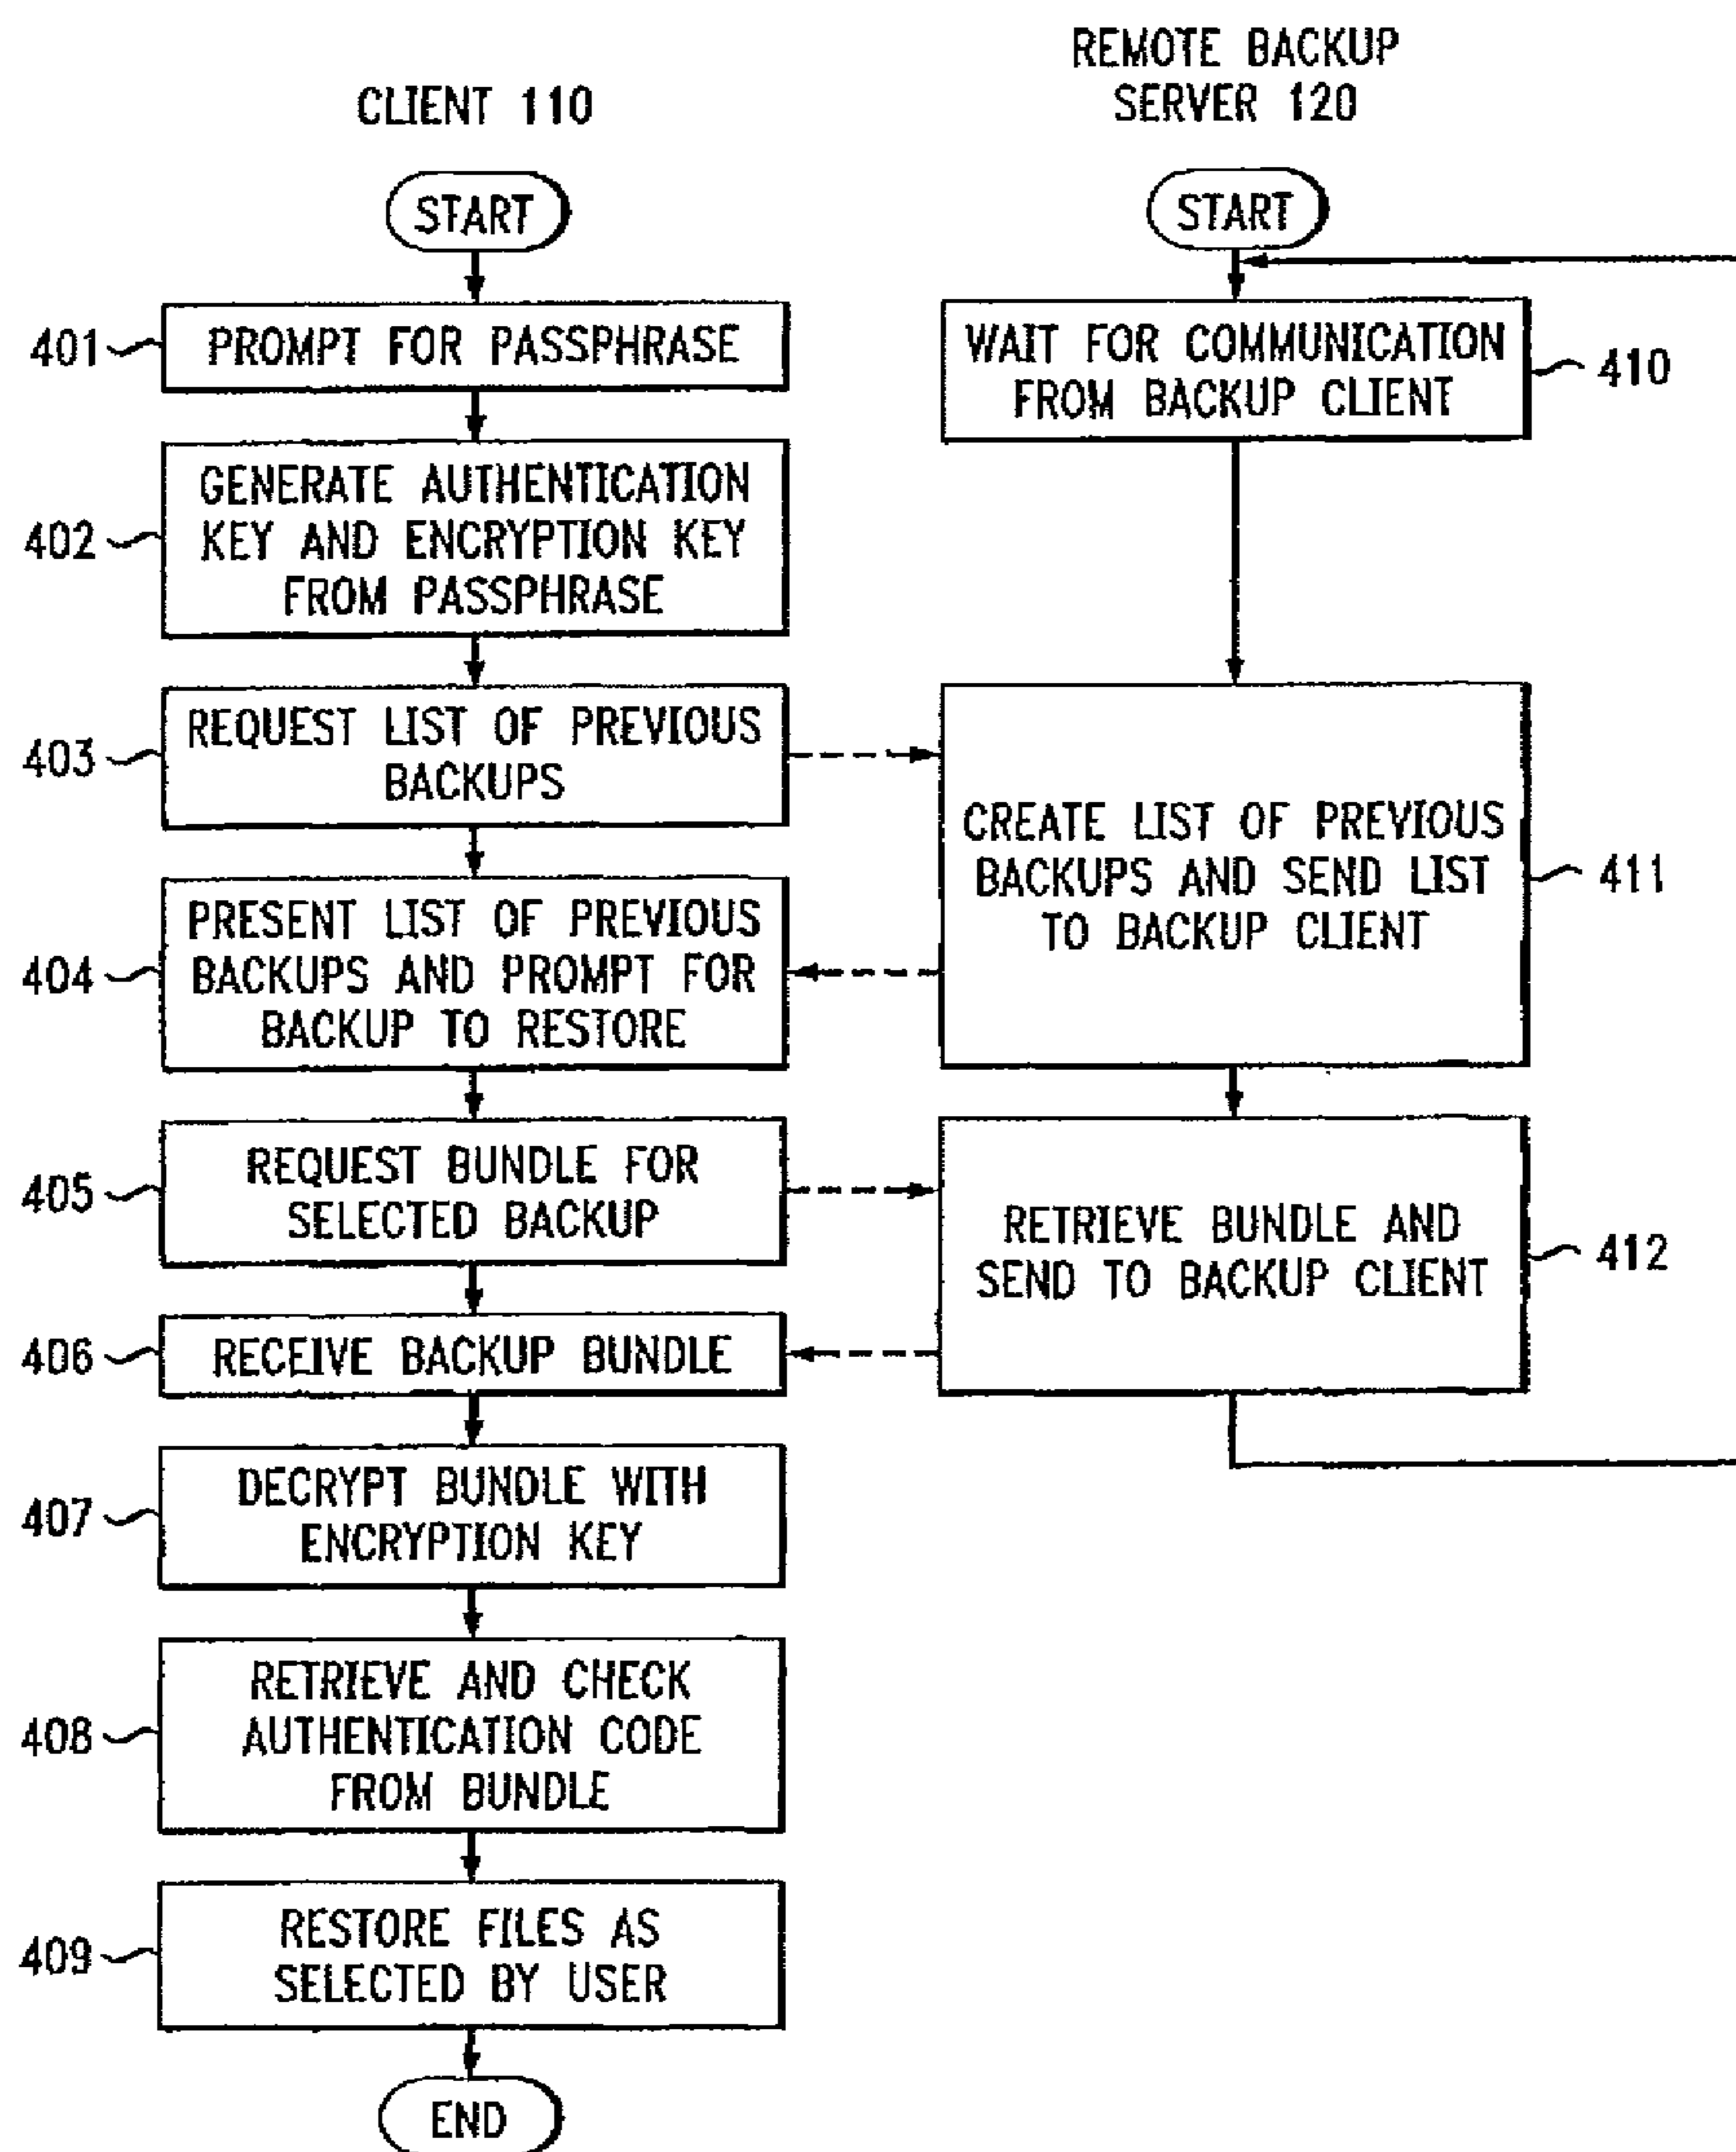 CLIENT 110
START
401
PROMPT FOR PASSPHRASE
402
GENERATE AUTHENTICATION
KEY AND ENCRYPTION KEY
FROM PASSPHRASE
403
REQUEST LIST OF PREVIOUS
BACKUPS
404
PRESENT LIST OF PREVIOUS
BACKUPS AND PROMPT FOR
BACKUP TO RESTORE
405
REQUEST BUNDLE FOR
SELECTED BACKUP
406
RECEIVE BACKUP BUNDLE
407
DECRYPT BUNDLE WITH
ENCRYPTION KEY
408
RETRIEVE AND CHECK
AUTHENTICATION CODE
FROM BUNDLE
409
RESTORE FILES AS
SELECTED BY USER
END
REMOTE BACKUP
SERVER 120
START
WAIT FOR COMMUNICATION
FROM BACKUP CLIENT
410
CREATE LIST OF PREVIOUS
BACKUPS AND SEND LIST
TO BACKUP CLIENT
411
RETRIEVE BUNDLE AND
SEND TO BACKUP CLIENT
412